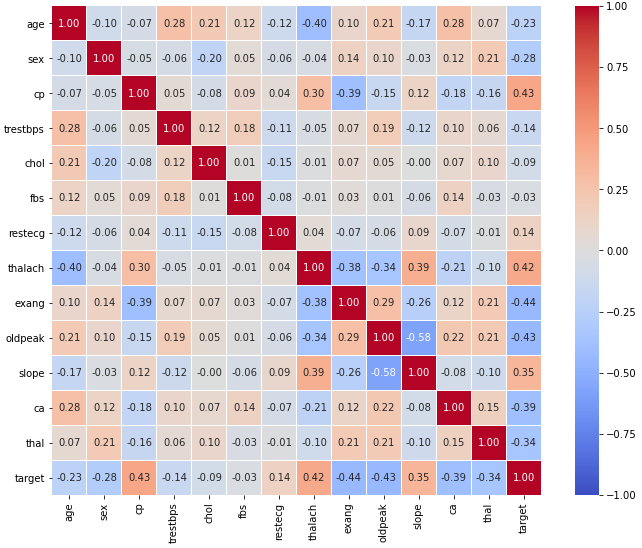 age 1.00 -0.10 -0.07 0.28 0.21 0.12 -0.12 -0.40 0.10 0.21 -0.17 0.28 0.07 -0.23
sex -0.10 1.00 -0.05 -0.06 -0.20 0.05 -0.06 -0.04 0.14 0.10 -0.03 0.12 0.21 -0.28
cp -0.07 -0.05 1.00 0.05 -0.08 0.09 0.04 0.30 -0.39 -0.15 0.12 -0.18 -0.16 0.43
trestbps 0.28 -0.06 0.05 1.00 0.12 0.18 -0.11 -0.05 0.07 0.19 -0.12 0.10 0.06 -0.14
chol 0.21 -0.20 -0.08 0.12 1.00 0.01 -0.15 -0.01 0.07 0.05 -0.00 0.07 0.10 -0.09
fbs 0.12 0.05 0.09 0.18 0.01 1.00 -0.08 -0.01 0.03 0.01 -0.06 0.14 -0.03 -0.03
restecg -0.12 -0.06 0.04 -0.11 -0.15 -0.08 1.00 0.04 -0.07 -0.06 0.09 -0.07 -0.01 0.14
thalach -0.40 -0.04 0.30 -0.05 -0.01 -0.01 0.04 1.00 -0.38 -0.34 0.39 -0.21 -0.10 0.42
exang 0.10 0.14 -0.39 0.07 0.07 0.03 -0.07 -0.38 1.00 0.29 -0.26 0.12 0.21 -0.44
oldpeak 0.21 0.10 -0.15 0.19 0.05 0.01 -0.06 -0.34 0.29 1.00 -0.58 0.22 0.21 -0.43
slope -0.17 -0.03 0.12 -0.12 -0.00 -0.06 0.09 0.39 -0.26 -0.58 1.00 -0.08 -0.10 0.35
ca 0.28 0.12 -0.18 0.10 0.07 0.14 -0.07 -0.21 0.12 0.22 -0.08 1.00 0.15 -0.39
thal 0.07 0.21 -0.16 0.06 0.10 -0.03 -0.01 -0.10 0.21 0.21 -0.10 0.15 1.00 -0.34
target -0.23 -0.28 0.43 -0.14 -0.09 -0.03 0.14 0.42 -0.44 -0.43 0.35 -0.39 -0.34 1.00
age sex cp trestbps chol fbs restecg thalach exang oldpeak slope ca thal target
1.00
0.75
0.50
0.25
0.00
−0.25
−0.50
−0.75
−1.00